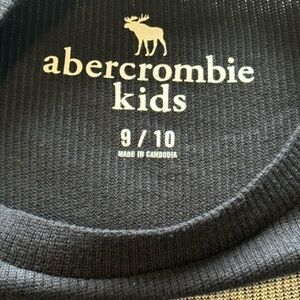 abercrombie
kids
9 / 10
MADE IN CAMBODIA